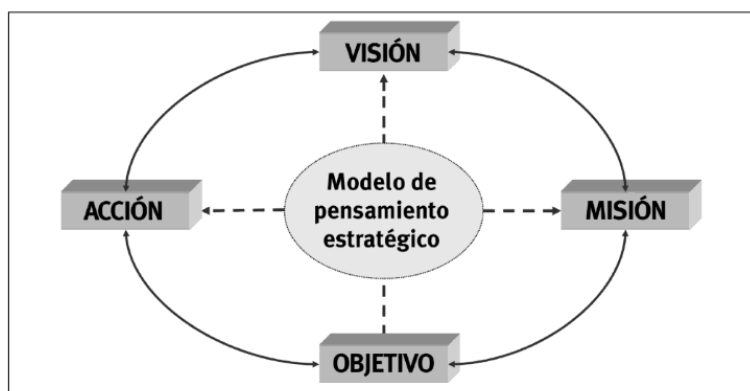 VISIÓN
ACCIÓN
Modelo de
pensamiento
estratégico
MISIÓN
OBJETIVO